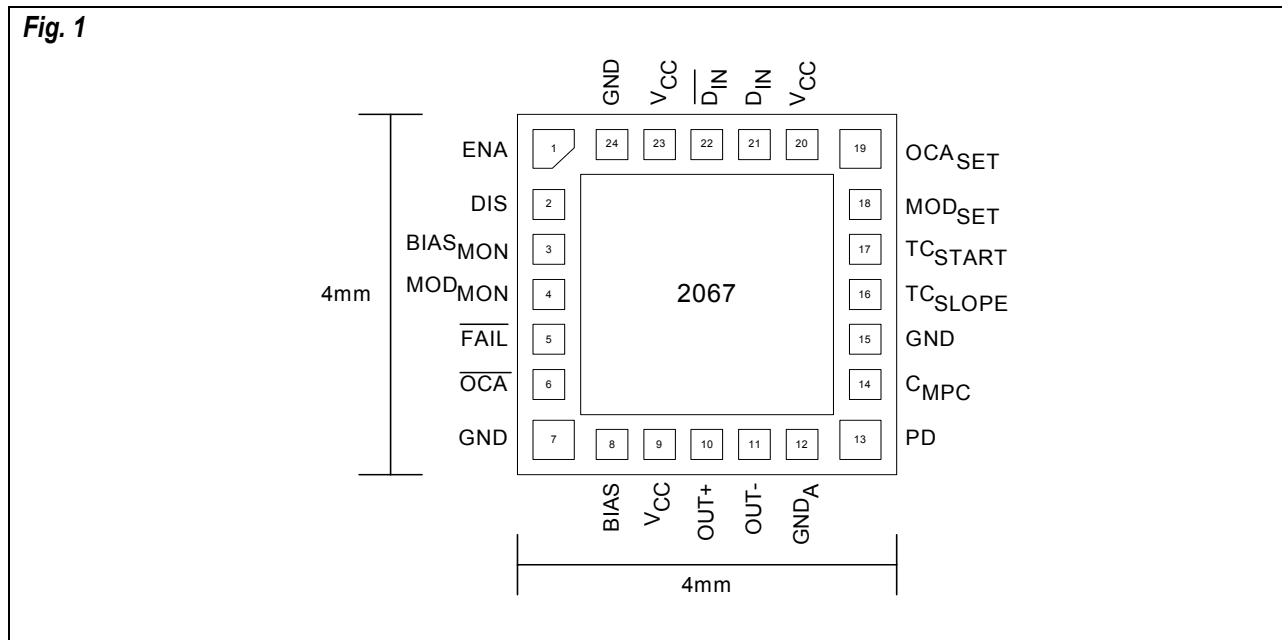 Fig. 1
GND
VCC
DIN
DIN
VCC
ENA
1
24
23
22
21
20
19
OCASET
DIS
2
18
MODSET
BIASMON
3
17
TCSTART
4mm
MODMON
4
2067
16
TCSLOPE
FAIL
5
15
GND
OCA
6
14
CMPC
GND
7
8
9
10
11
12
13
PD
BIAS
VCC
OUT+
OUT-
GNDA
4mm